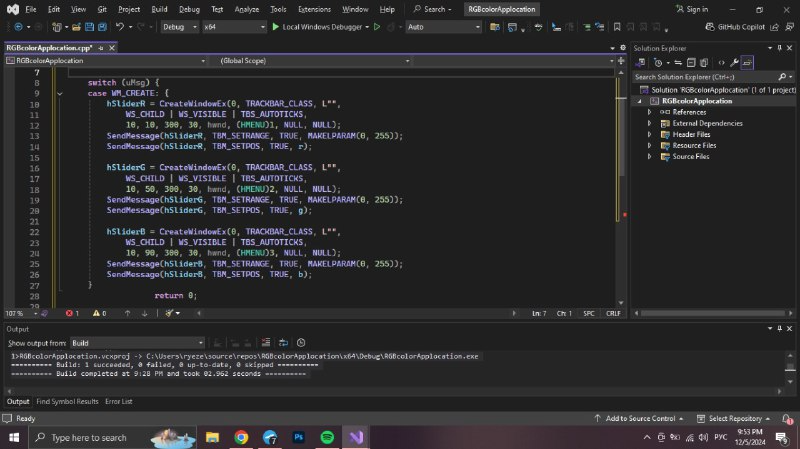 File Edit View Git Project Build Debug Test Analyze Tools Extensions Window Help Search RGBcolorApplocation Sign in
Debug x64 Local Windows Debugger Auto GitHub Copilot
RGBcolorApplocation.cpp*
RGBcolorApplocation (Global Scope)
7
8 switch (uMsg) {
9 case WM_CREATE: {
10 hSliderR = CreateWindowEx(0, TRACKBAR_CLASS, L"",
11 WS_CHILD | WS_VISIBLE | TBS_AUTOTICKS,
12 10, 10, 300, 30, hwnd, (HMENU)1, NULL, NULL);
13 SendMessage(hSliderR, TBM_SETRANGE, TRUE, MAKELPARAM(0, 255));
14 SendMessage(hSliderR, TBM_SETPOS, TRUE, r);
15
16 hSliderG = CreateWindowEx(0, TRACKBAR_CLASS, L"",
17 WS_CHILD | WS_VISIBLE | TBS_AUTOTICKS,
18 10, 50, 300, 30, hwnd, (HMENU)2, NULL, NULL);
19 SendMessage(hSliderG, TBM_SETRANGE, TRUE, MAKELPARAM(0, 255));
20 SendMessage(hSliderG, TBM_SETPOS, TRUE, g);
21
22 hSliderB = CreateWindowEx(0, TRACKBAR_CLASS, L"",
23 WS_CHILD | WS_VISIBLE | TBS_AUTOTICKS,
24 10, 90, 300, 30, hwnd, (HMENU)3, NULL, NULL);
25 SendMessage(hSliderB, TBM_SETRANGE, TRUE, MAKELPARAM(0, 255));
26 SendMessage(hSliderB, TBM_SETPOS, TRUE, b);
27 }
28 return 0;
29
107 % 1 0 Ln: 7 Ch: 1 SPC CRLF
Solution Explorer
Search Solution Explorer (Ctrl+;)
Solution 'RGBcolorApplocation' (1 of 1 project)
RGBcolorApplocation
References
External Dependencies
Header Files
Resource Files
Source Files
Output
Show output from: Build
1>RGBcolorApplocation.vcxproj -> C:\Users\ryeze\source\repos\RGBcolorApplocation\x64\Debug\RGBcolorApplocation.exe
========== Build: 1 succeeded, 0 failed, 0 up-to-date, 0 skipped ==========
========== Build completed at 9:28 PM and took 02.962 seconds ==========
Output Find Symbol Results Error List
Ready Add to Source Control Select Repository 1
Type here to search РУС 9:53 PM
12/5/2024